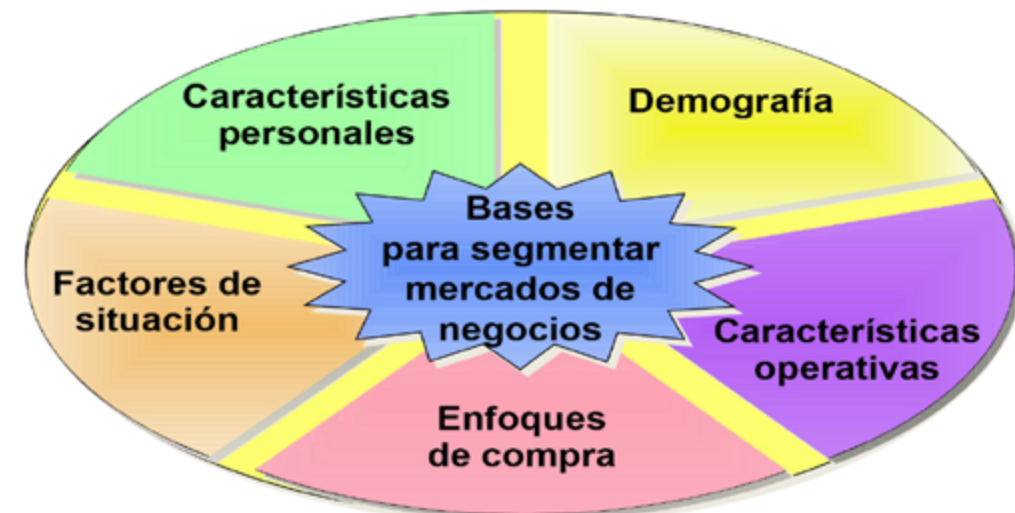 Características
personales
Demografía
Bases
para segmentar
mercados de
negocios
Factores de
situación
Características
operativas
Enfoques
de compra